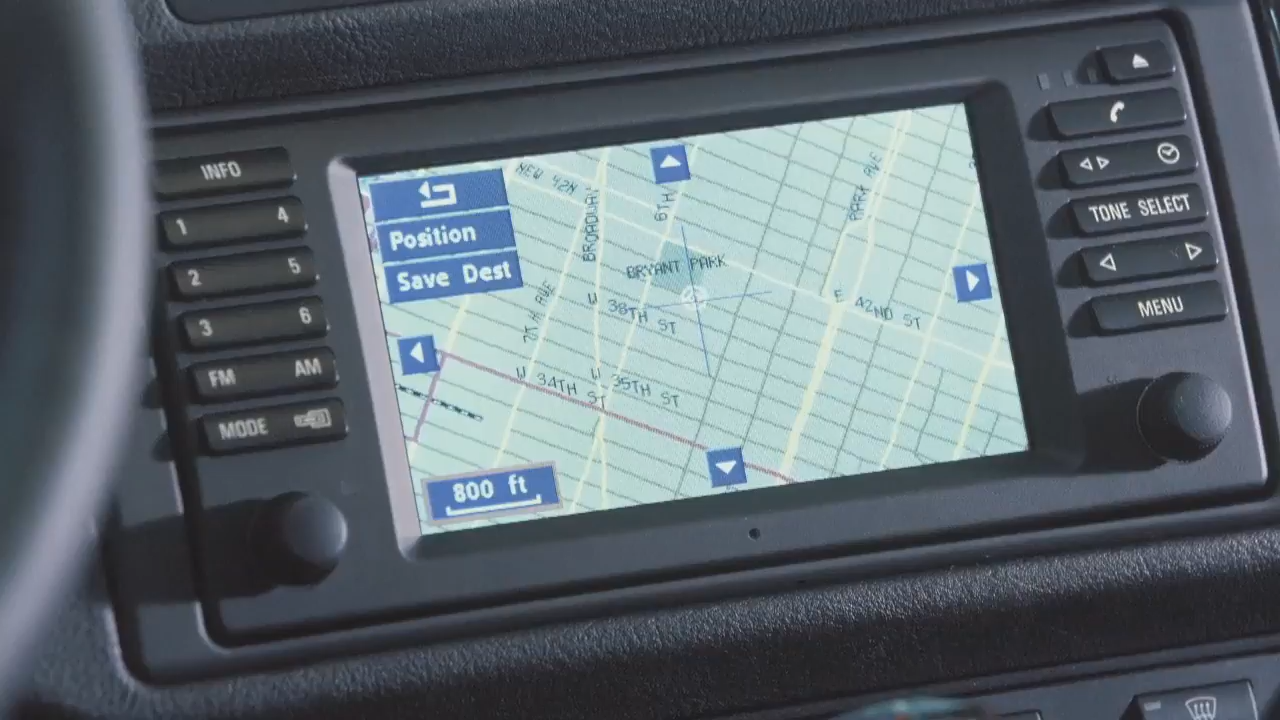 INFO
1 4
2 5
3 6
FM AM
MODE
TONE SELECT
MENU
Position
Save Dest
NEW 42N
BROADWAY
6TH
PARK AVE
BRYANT PARK
7TH AVE
W 38TH ST
E 42ND ST
W 34TH ST
W 35TH ST
800 ft